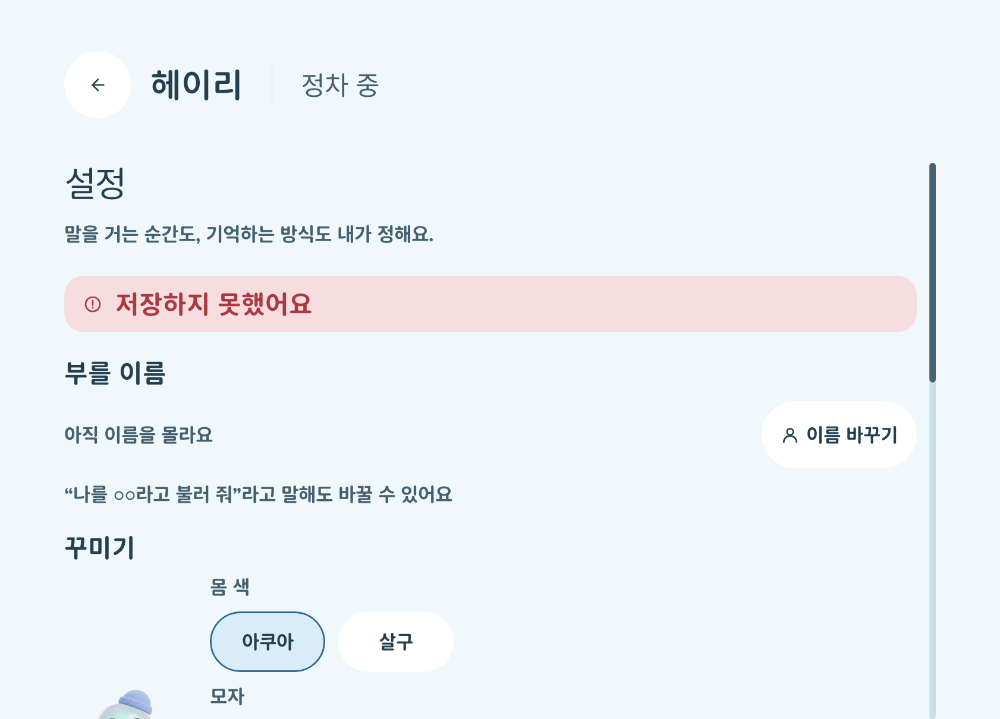 헤이리
정차 중
설정
말을 거는 순간도, 기억하는 방식도 내가 정해요.
저장하지 못했어요
부를 이름
아직 이름을 몰라요
이름 바꾸기
“나를 ○○라고 불러 줘”라고 말해도 바꿀 수 있어요
꾸미기
몸 색
아쿠아
살구
모자